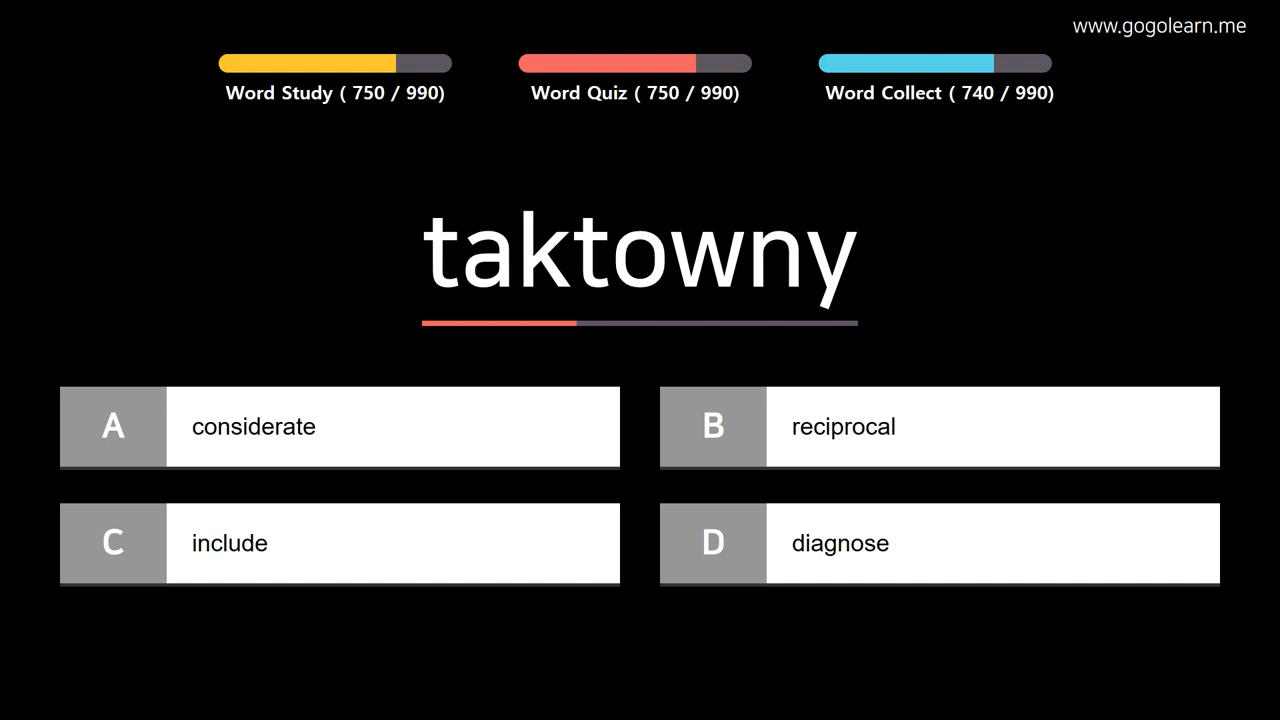 www.gogolearn.me
Word Study ( 750 / 990)
Word Quiz ( 750 / 990)
Word Collect ( 740 / 990)
taktowny
A considerate
B reciprocal
C include
D diagnose